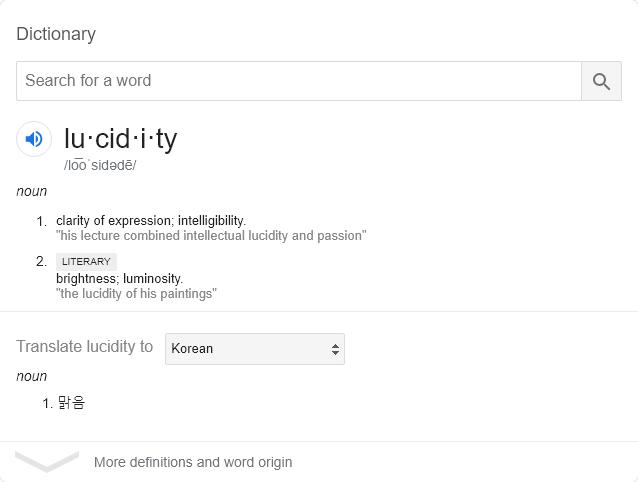 Dictionary
Search for a word
lu·cid·i·ty
/lo͞oˈsidədē/
noun
1. clarity of expression; intelligibility.
"his lecture combined intellectual lucidity and passion"
2. LITERARY
brightness; luminosity.
"the lucidity of his paintings"
Translate lucidity to Korean
noun
1. 맑음
More definitions and word origin